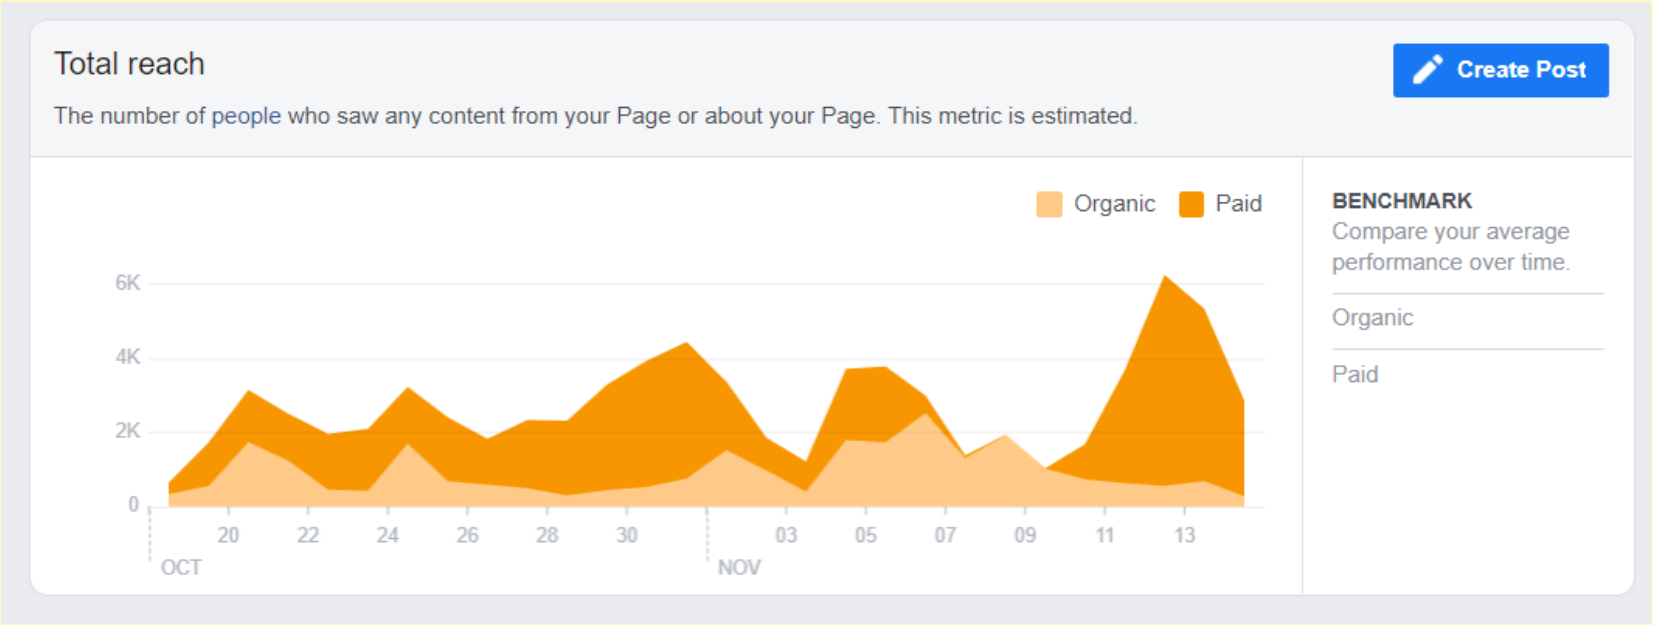 Total reach
Create Post
The number of people who saw any content from your Page or about your Page. This metric is estimated.
Organic
Paid
BENCHMARK
Compare your average
performance over time.
Organic
Paid
6K
4K
2K
0
20 22 24 26 28 30 03 05 07 09 11 13
OCT NOV